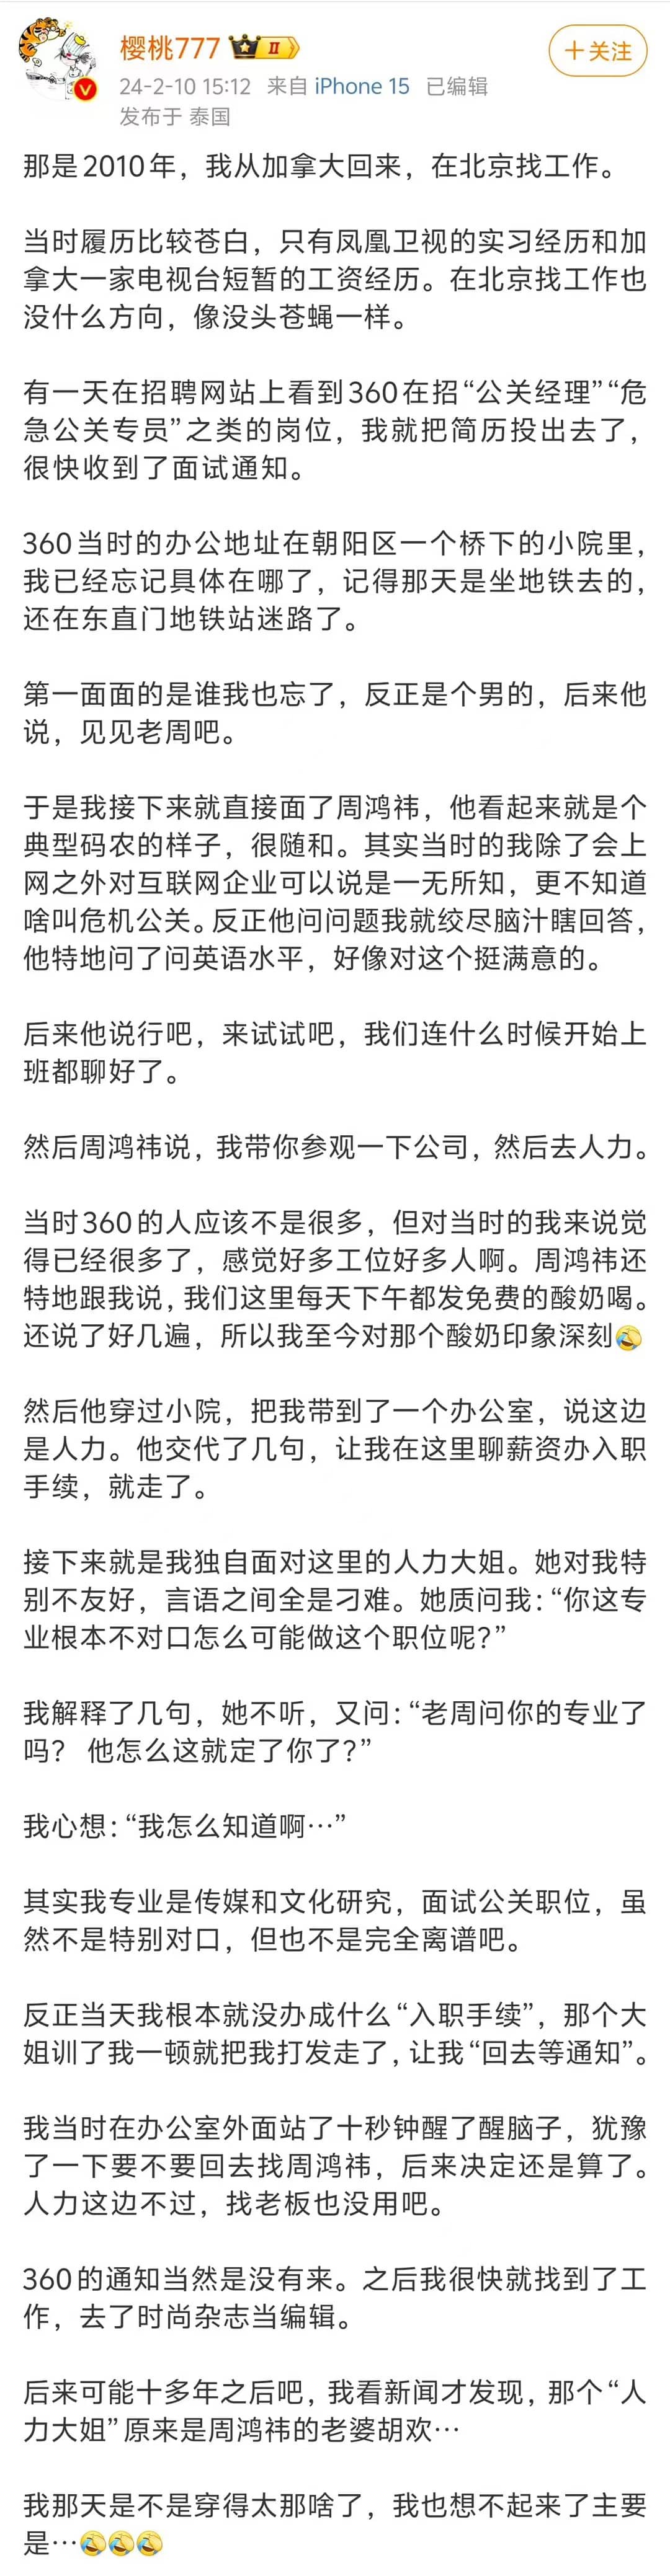 樱桃777 II
+关注
24-2-10 15:12 来自 iPhone 15 已编辑
发布于 泰国
那是2010年，我从加拿大回来，在北京找工作。
当时履历比较苍白，只有凤凰卫视的实习经历和加
拿大一家电视台短暂的工资经历。在北京找工作也
没什么方向，像没头苍蝇一样。
有一天在招聘网站上看到360在招“公关经理”“危
急公关专员”之类的岗位，我就把简历投出去了，
很快收到了面试通知。
360当时的办公地址在朝阳区一个桥下的小院里，
我已经忘记具体在哪了，记得那天是坐地铁去的，
还在东直门地铁站迷路了。
第一面面的是谁我也忘了，反正是个男的，后来他
说，见见老周吧。
于是我接下来就直接面了周鸿祎，他看起来就是个
典型码农的样子，很随和。其实当时的我除了会上
网之外对互联网企业可以说是一无所知，更不知道
啥叫危机公关。反正他问问题我就绞尽脑汁瞎回答，
他特地问了问英语水平，好像对这个挺满意的。
后来他说行吧，来试试吧，我们连什么时候开始上
班都聊好了。
然后周鸿祎说，我带你参观一下公司，然后去人力。
当时360的人应该不是很多，但对当时的我来说觉
得已经很多了，感觉好多工位好多人啊。周鸿祎还
特地跟我说，我们这里每天下午都发免费的酸奶喝。
还说了好几遍，所以我至今对那个酸奶印象深刻🤣
然后他穿过小院，把我带到了一个办公室，说这边
是人力。他交代了几句，让我在这里聊薪资办入职
手续，就走了。
接下来就是我独自面对这里的人力大姐。她对我特
别不友好，言语之间全是刁难。她质问我：“你这专
业根本不对口怎么可能做这个职位呢？”
我解释了几句，她不听，又问：“老周问你的专业了
吗？ 他怎么这就定了你了？”
我心想：“我怎么知道啊…”
其实我专业是传媒和文化研究，面试公关职位，虽
然不是特别对口，但也不是完全离谱吧。
反正当天我根本就没办成什么“入职手续”，那个大
姐训了我一顿就把我打发走了，让我“回去等通知”。
我当时在办公室外面站了十秒钟醒了醒脑子，犹豫
了一下要不要回去找周鸿祎，后来决定还是算了。
人力这边不过，找老板也没用吧。
360的通知当然是没有来。之后我很快就找到了工
作，去了时尚杂志当编辑。
后来可能十多年之后吧，我看新闻才发现，那个“人
力大姐”原来是周鸿祎的老婆胡欢…
我那天是不是穿得太那啥了，我也想不起来了主要
是…🤣🤣🤣